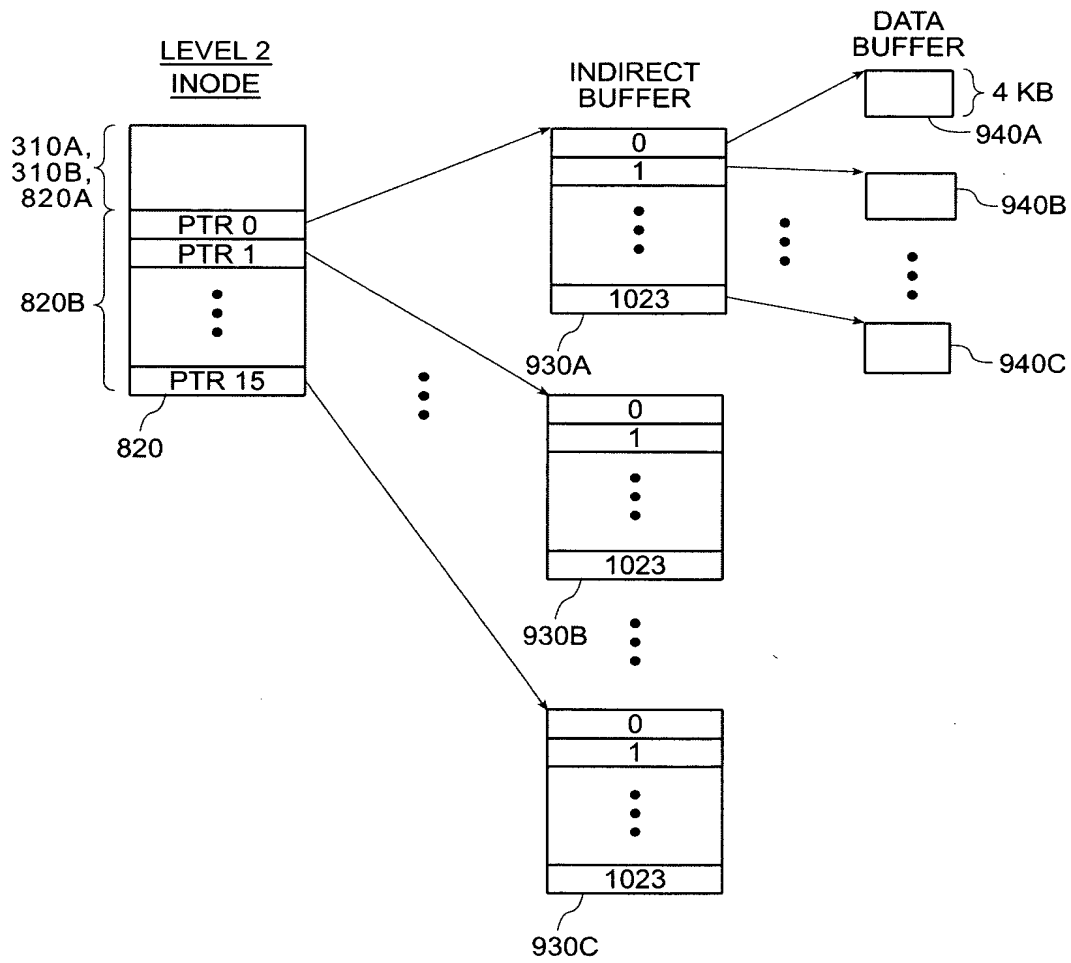 LEVEL 2
INODE
310A,
310B,
820A
PTR 0
PTR 1
820B
PTR 15
820
INDIRECT
BUFFER
0
1
1023
930A
0
1
1023
930B
0
1
1023
930C
DATA
BUFFER
4 KB
940A
940B
940C